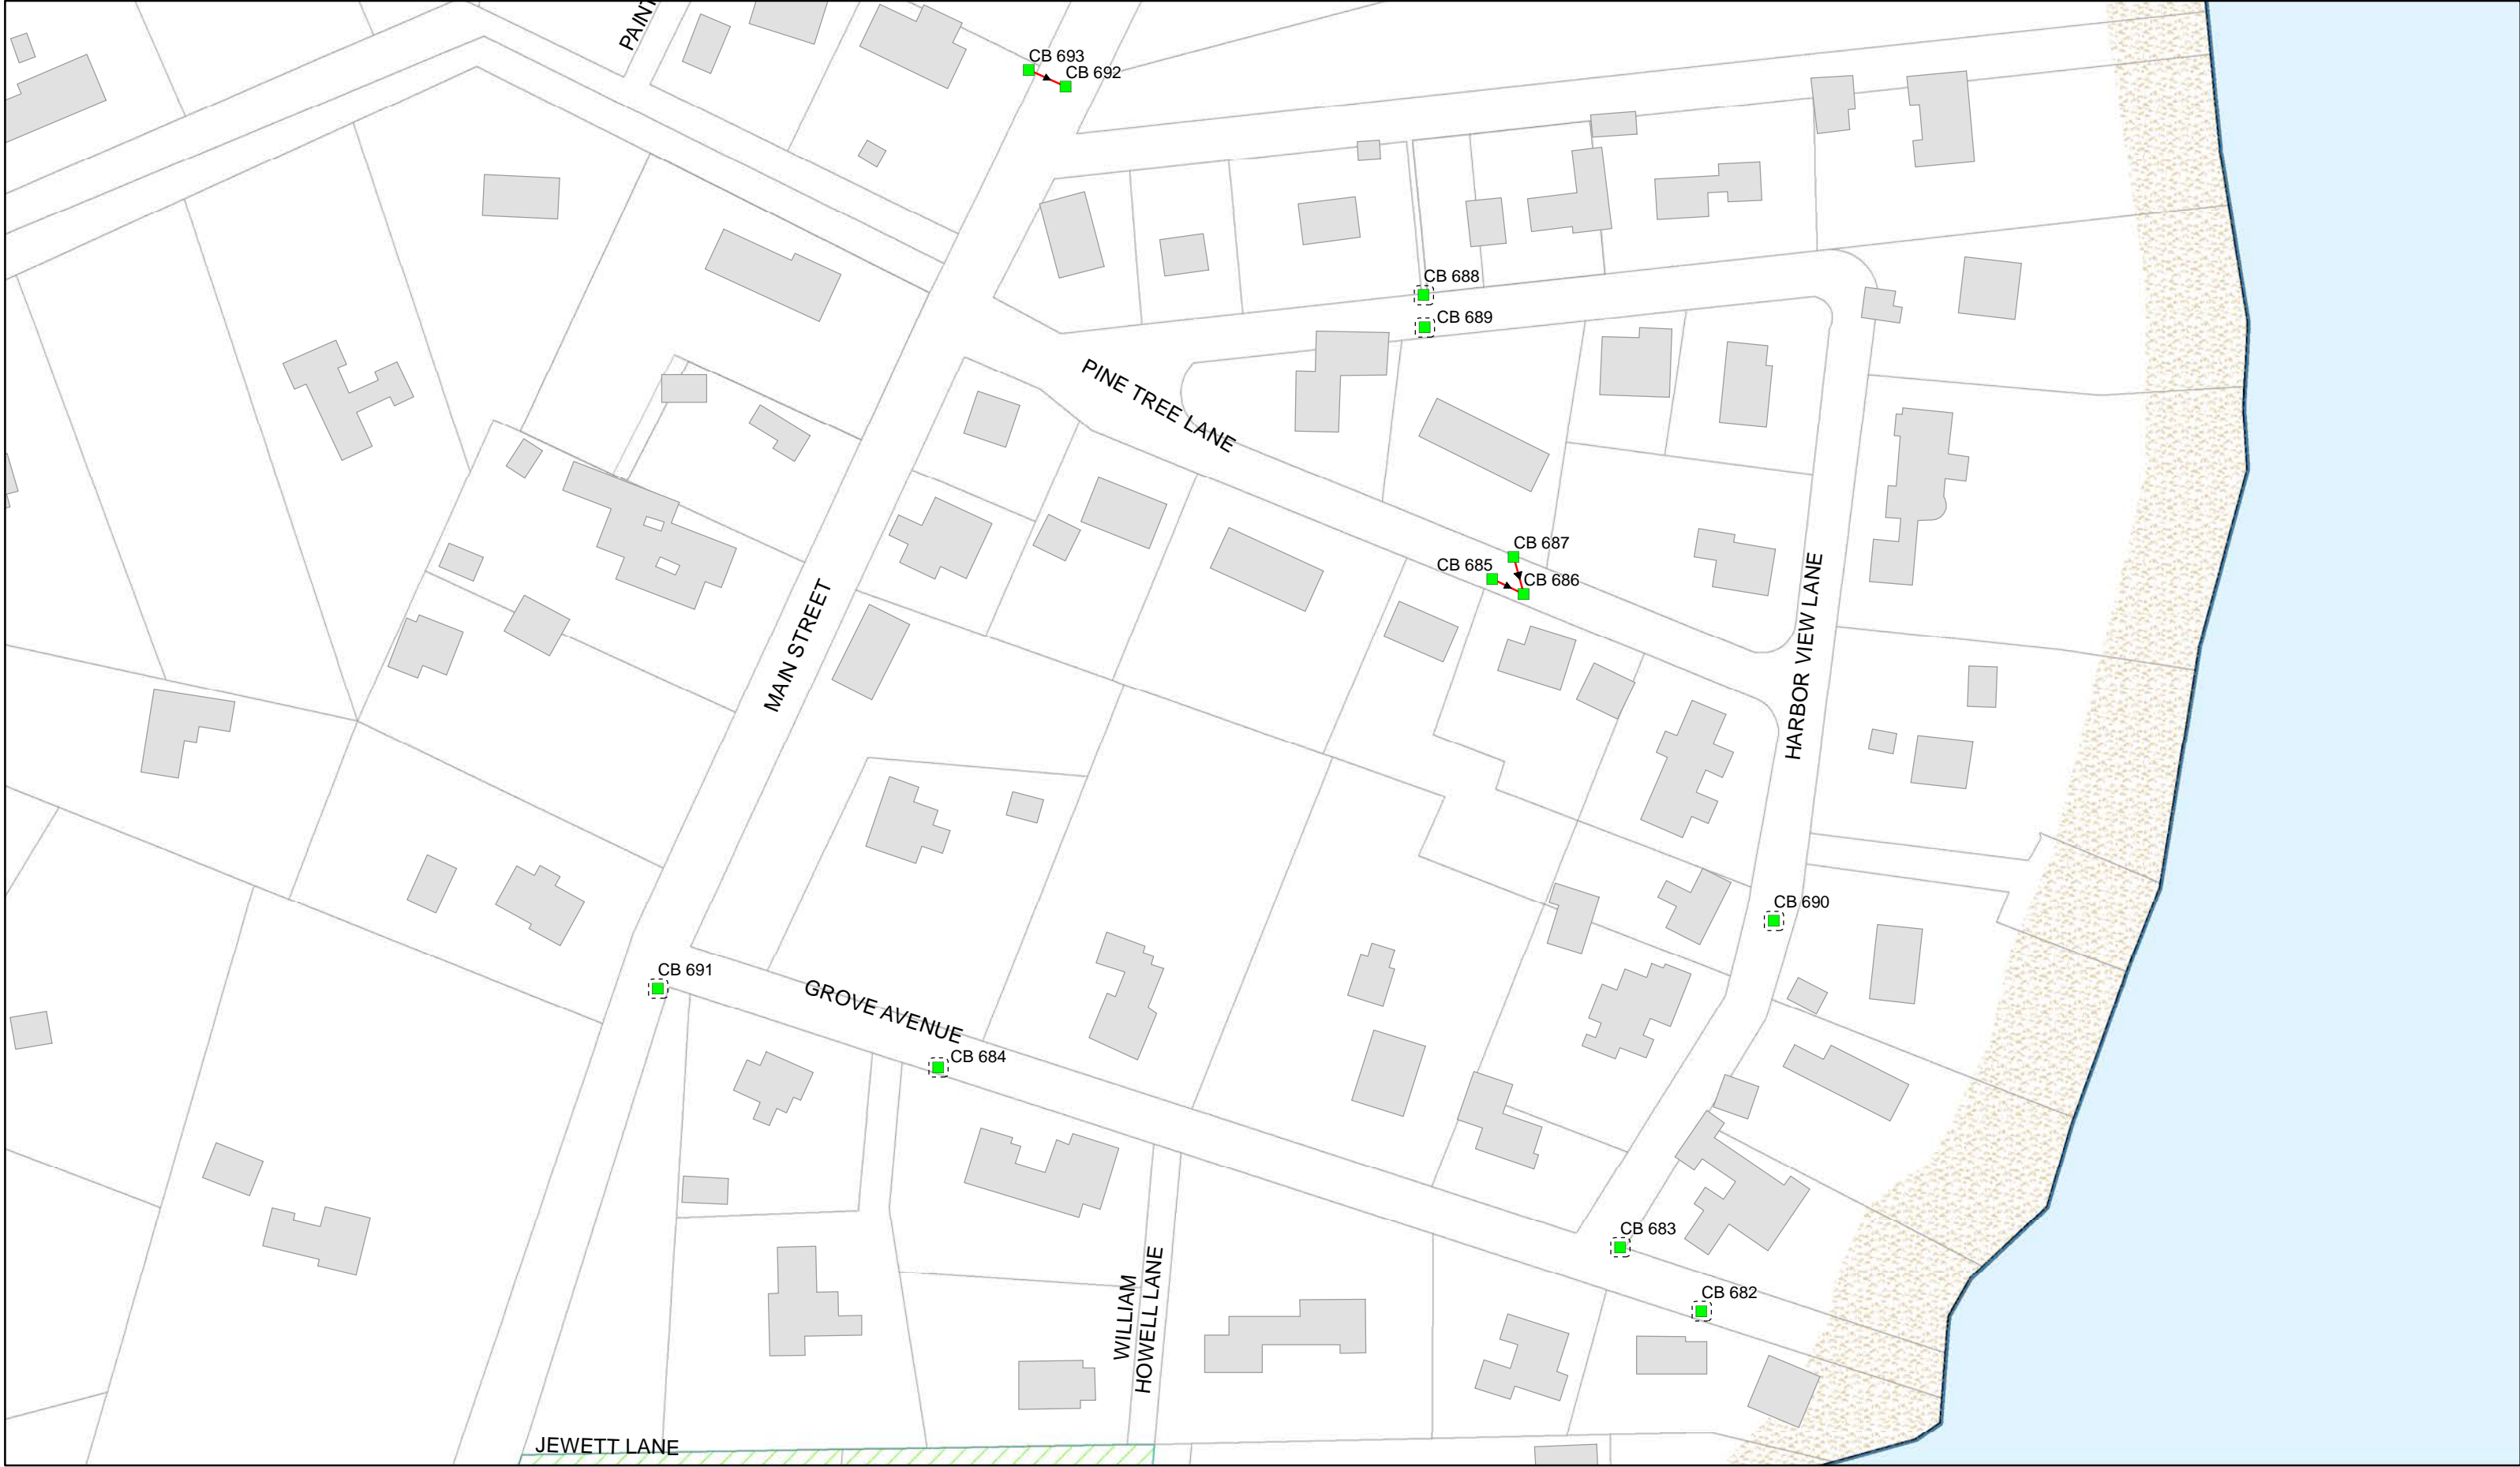 PAINT
CB 693
CB 692
CB 688
CB 689
PINE TREE LANE
CB 687
CB 685
CB 686
MAIN STREET
HARBOR VIEW LANE
CB 690
CB 691
GROVE AVENUE
CB 684
CB 683
WILLIAM
HOWELL LANE
CB 682
JEWETT LANE